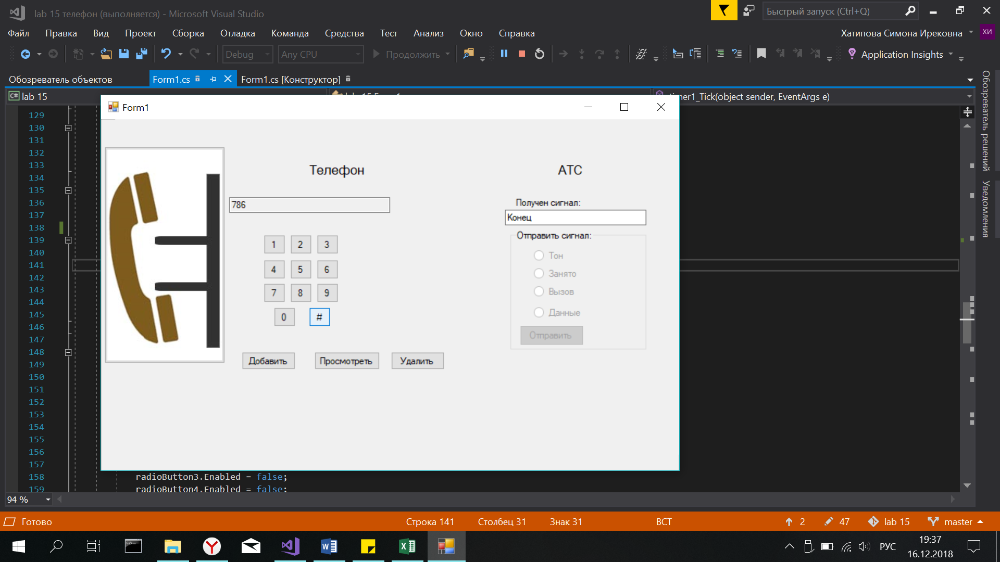 lab 15 телефон (выполняется) - Microsoft Visual Studio
Быстрый запуск (Ctrl+Q)
Файл Правка Вид Проект Сборка Отладка Команда Средства Тест Анализ Окно Справка
Хатипова Симона Ирековна ХИ
Debug Any CPU Продолжить Application Insights
Обозреватель объектов Form1.cs Form1.cs [Конструктор]
C# lab 15
timer1_Tick(object sender, EventArgs e)
Обозреватель решений
Уведомления
Form1
129
130
131
132
133
134
135
136
137
138
139
140
141
142
143
144
145
146
147
148
149
150
151
152
153
154
155
156
157
158 radioButton3.Enabled = false;
159 radioButton4.Enabled = false;
Телефон
786
1 2 3
4 5 6
7 8 9
0 #
Добавить Просмотреть Удалить
АТС
Получен сигнал:
Конец
Отправить сигнал:
Тон
Занято
Вызов
Данные
Отправить
94 %
Готово Строка 141 Столбец 31 Знак 31 ВСТ 2 47 lab 15 master
РУС
19:37
16.12.2018